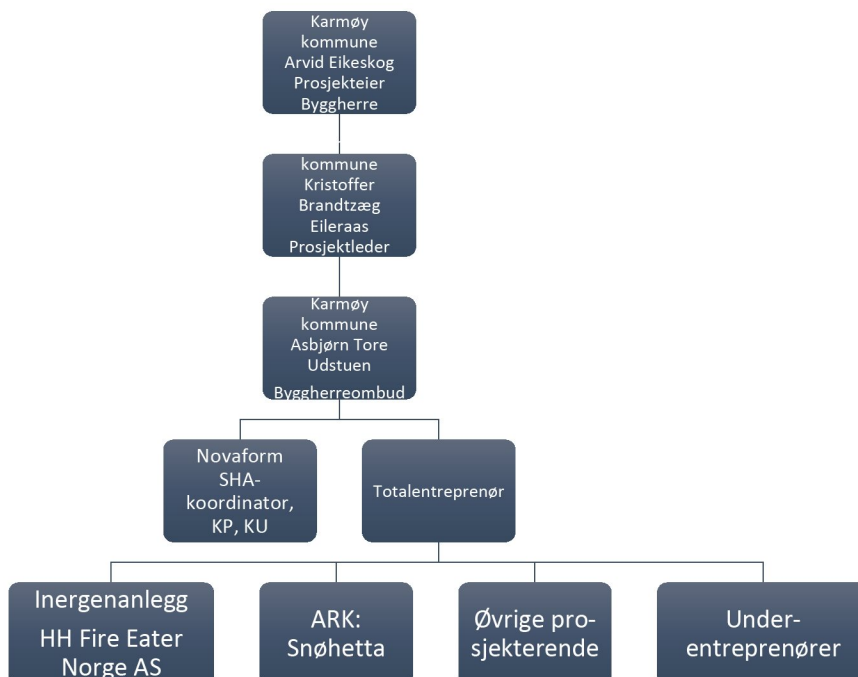 Karmøy
kommune
Arvid Eikeskog
Prosjekteier
Byggherre
kommune
Kristoffer
Brandtzæg
Eileraas
Prosjektleder
Karmøy
kommune
Asbjørn Tore
Udstuen
Byggherreombud
Novaform
SHA-
koordinator,
KP, KU
Totalentreprenør
Inergenanlegg
HH Fire Eater
Norge AS
ARK:
Snøhetta
Øvrige pro-
sjekterende
Under-
entreprenører